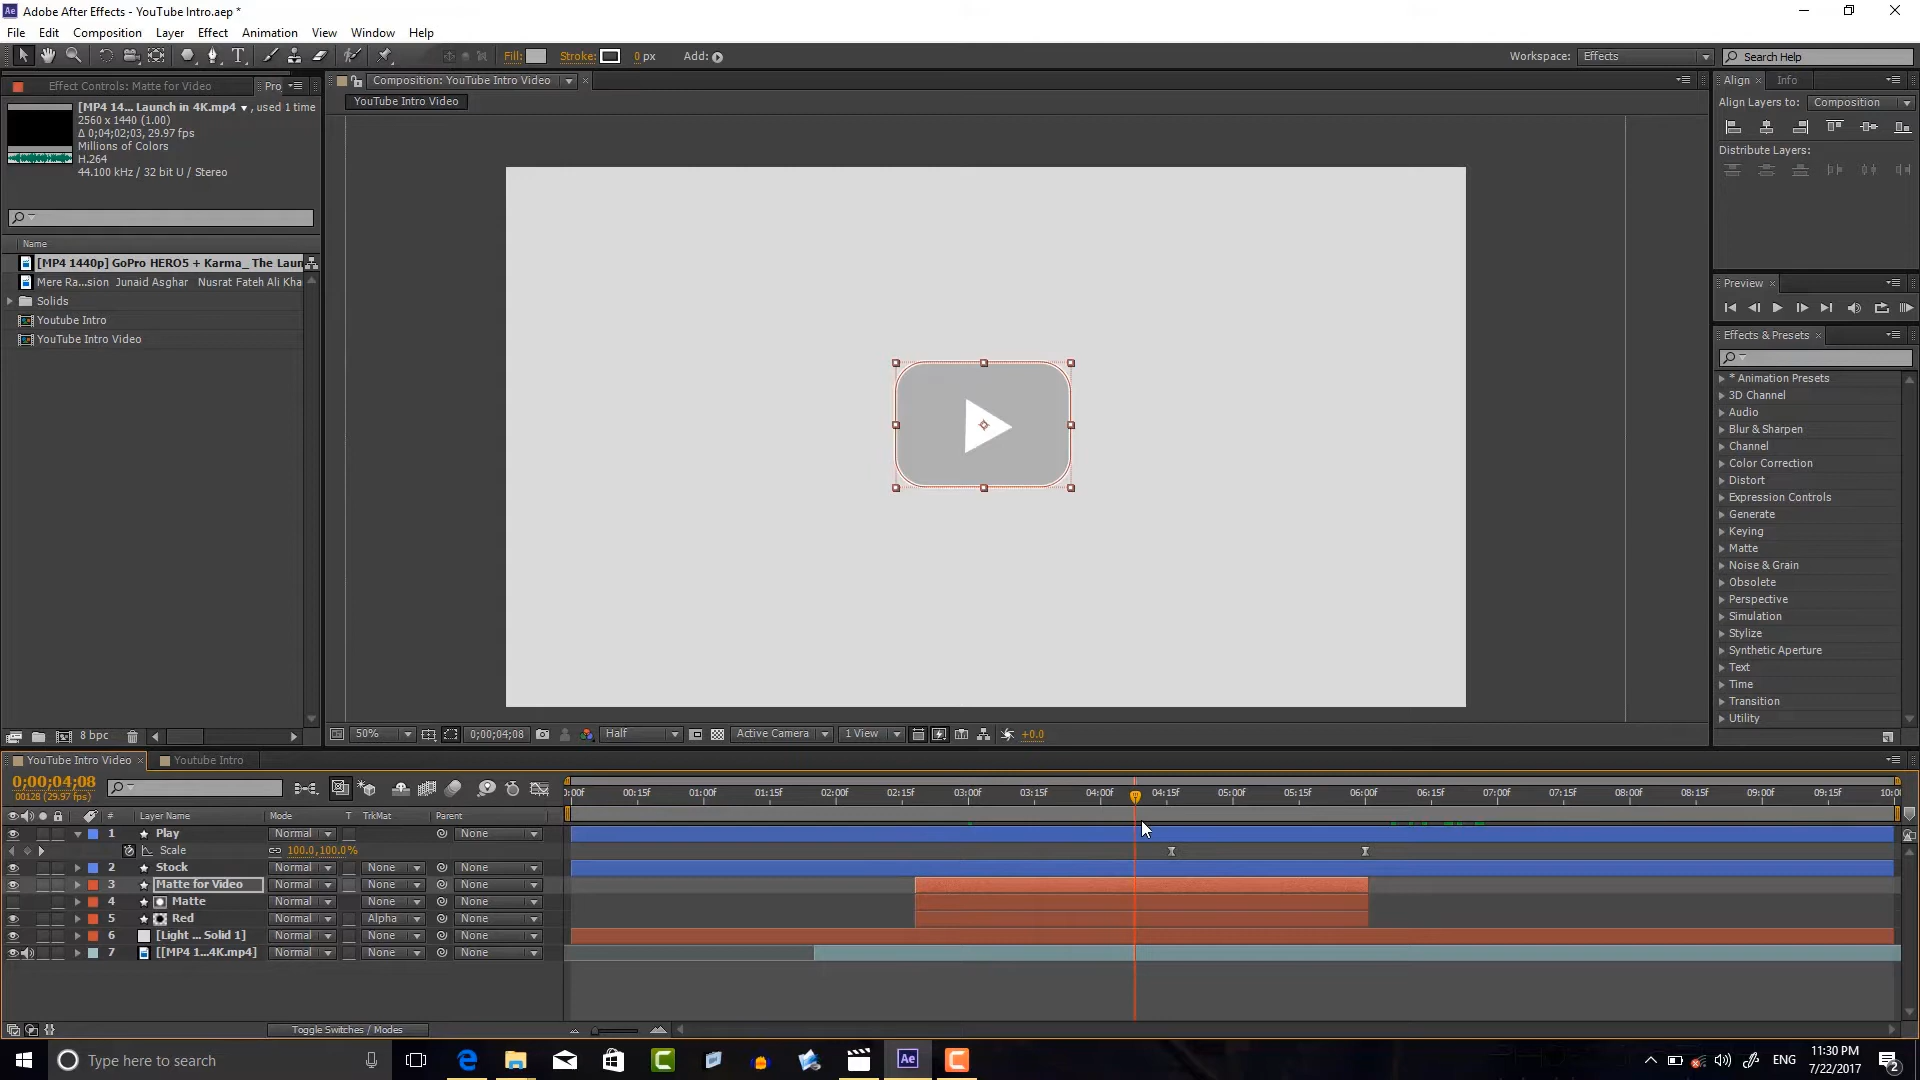 Adobe After Effects - YouTube Intro.aep *
File Edit Composition Layer Effect Animation View Window Help
Fill: Stroke: 0 px Add: Workspace: Effects Search Help
Effect Controls: Matte for Video Pro
[MP4 14... Launch in 4K.mp4 , used 1 time
2560 x 1440 (1.00)
Δ 0;04;02;03, 29.97 fps
Millions of Colors
H.264
44.100 kHz / 32 bit U / Stereo
Name
[MP4 1440p] GoPro HERO5 + Karma_ The Laun
Mere Ra...sion Junaid Asghar Nusrat Fateh Ali Kha
Solids
Youtube Intro
YouTube Intro Video
8 bpc
Composition: YouTube Intro Video
YouTube Intro Video
50% 0;00;04;08 Half Active Camera 1 View +0.0
Align Info
Align Layers to: Composition
Distribute Layers:
Preview
Effects & Presets
* Animation Presets
3D Channel
Audio
Blur & Sharpen
Channel
Color Correction
Distort
Expression Controls
Generate
Keying
Matte
Noise & Grain
Obsolete
Perspective
Simulation
Stylize
Synthetic Aperture
Text
Time
Transition
Utility
YouTube Intro Video Youtube Intro
0;00;04;08
00128 (29.97 fps)
0:00f 00:15f 01:00f 01:15f 02:00f 02:15f 03:00f 03:15f 04:00f 04:15f 05:00f 05:15f 06:00f 06:15f 07:00f 07:15f 08:00f 08:15f 09:00f 09:15f 10:0
# Layer Name Mode T TrkMat Parent
1 Play Normal None
Scale 100.0,100.0%
2 Stock Normal None None
3 Matte for Video Normal None None
4 Matte Normal None None
5 Red Normal Alpha None
6 [Light ... Solid 1] Normal None None
7 [[MP4 1...4K.mp4] Normal None None
Toggle Switches / Modes
Type here to search
Ae
ENG
11:30 PM
7/22/2017
2